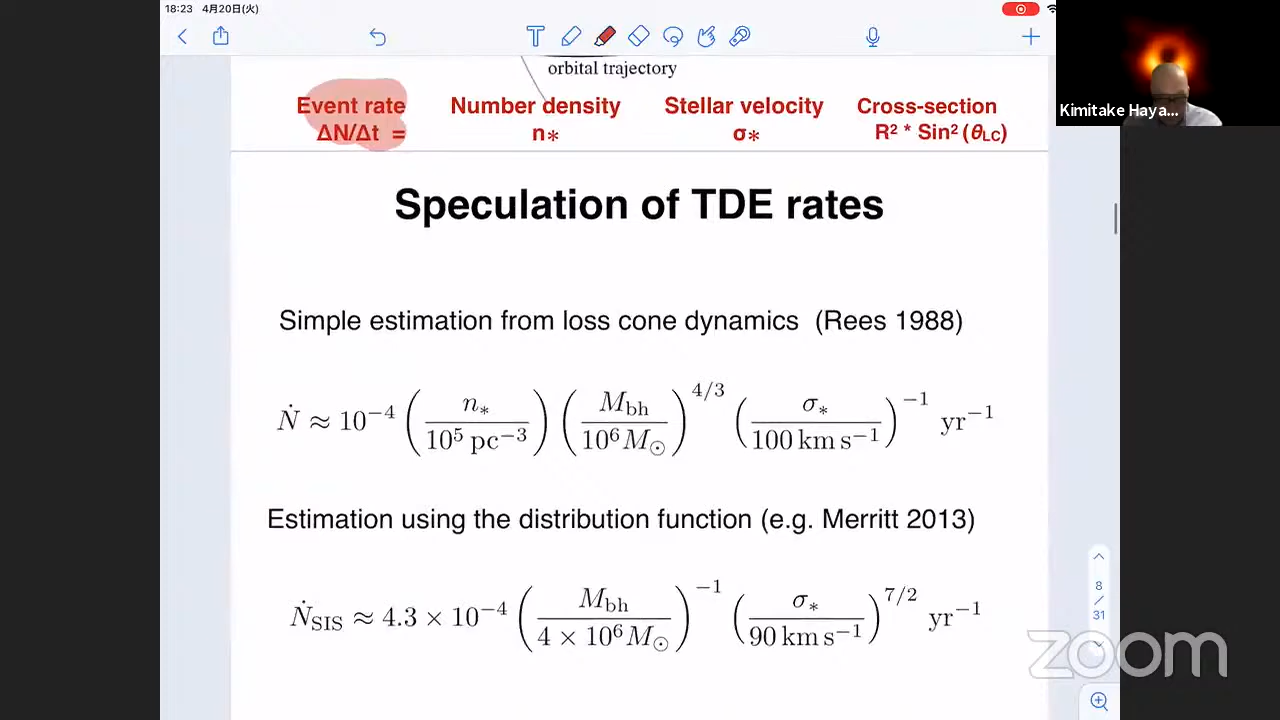 18:23 4月20日(火)
orbital trajectory
Event rate Number density Stellar velocity Cross-section
ΔN/Δt = n* σ* R² * Sin² (θLC)
Kimitake Haya...
Speculation of TDE rates
Simple estimation from loss cone dynamics (Rees 1988)
Ṅ ≈ 10⁻⁴ (n* / 10⁵ pc⁻³) (Mbh / 10⁶ M⊙)^4/3 (σ* / 100 km s⁻¹)⁻¹ yr⁻¹
Estimation using the distribution function (e.g. Merritt 2013)
ṄSIS ≈ 4.3 × 10⁻⁴ (Mbh / 4 × 10⁶ M⊙)⁻¹ (σ* / 90 km s⁻¹)^7/2 yr⁻¹
8
/
31
zoom